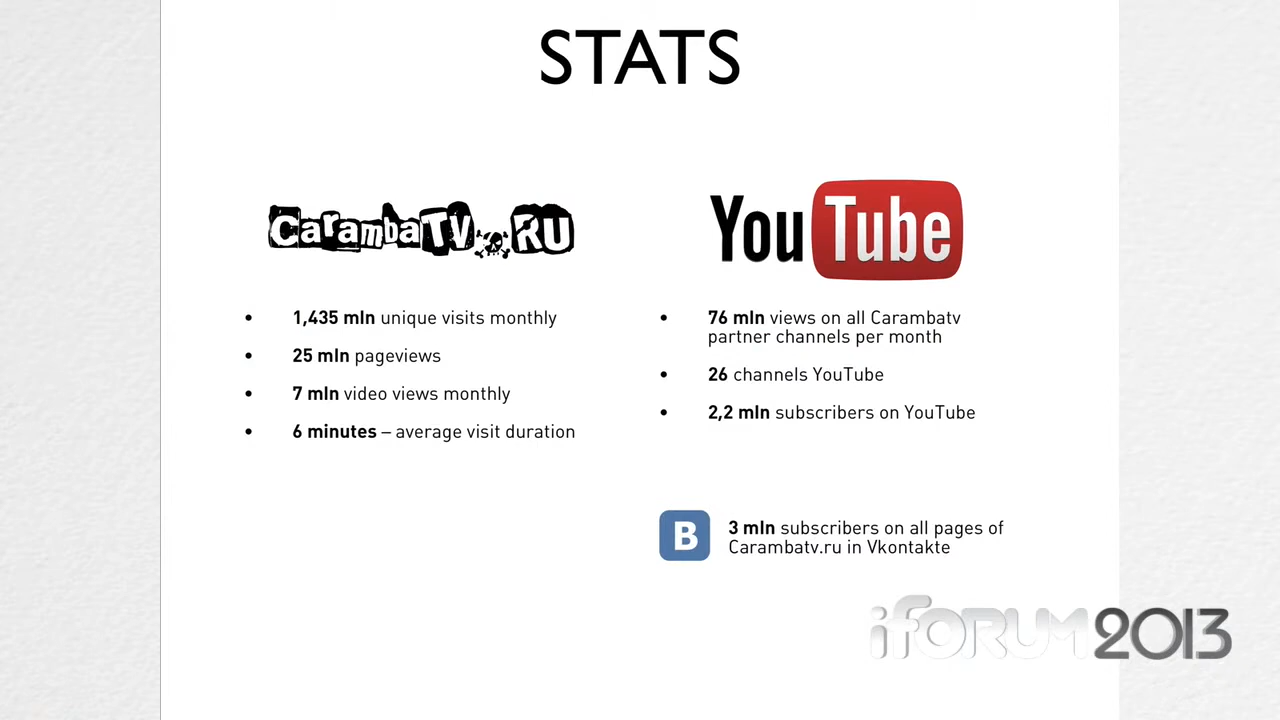 STATS
CarambaTV.RU
• 1,435 mln unique visits monthly
• 25 mln pageviews
• 7 mln video views monthly
• 6 minutes – average visit duration
YouTube
• 76 mln views on all Carambatv
partner channels per month
• 26 channels YouTube
• 2,2 mln subscribers on YouTube
B
3 mln subscribers on all pages of
Carambatv.ru in Vkontakte
iFORUM 2013